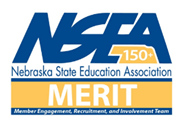 NSEA
150+
Nebraska State Education Association
MERIT
Member Engagement, Recruitment, and Involvement Team